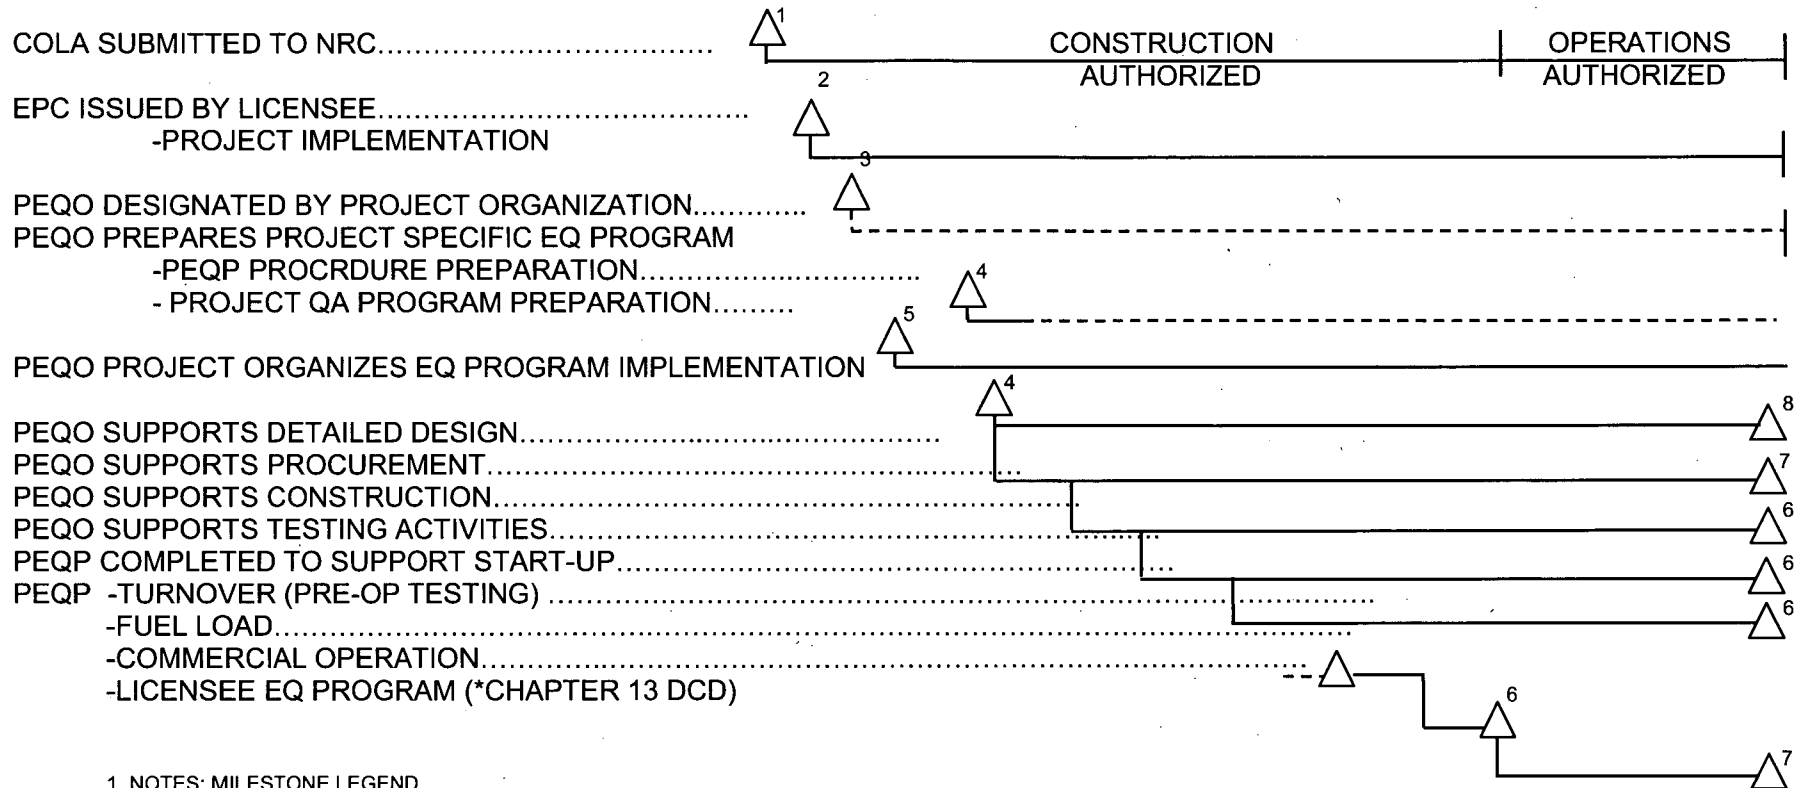 1
COLA SUBMITTED TO NRC................................
CONSTRUCTION
OPERATIONS
AUTHORIZED
AUTHORIZED
2
EPC ISSUED BY LICENSEE....................................
-PROJECT IMPLEMENTATION
3
PEQO DESIGNATED BY PROJECT ORGANIZATION.............
PEQO PREPARES PROJECT SPECIFIC EQ PROGRAM
-PEQP PROCRDURE PREPARATION...........................
4
- PROJECT QA PROGRAM PREPARATION.........
5
PEQO PROJECT ORGANIZES EQ PROGRAM IMPLEMENTATION
4
8
PEQO SUPPORTS DETAILED DESIGN.........................................
PEQO SUPPORTS PROCUREMENT....................................................
7
PEQO SUPPORTS CONSTRUCTION.........................................................
6
PEQO SUPPORTS TESTING ACTIVITIES...........................................................
PEQP COMPLETED TO SUPPORT START-UP......................................................
6
PEQP -TURNOVER (PRE-OP TESTING) ................................................................................
6
-FUEL LOAD.........................................................................................................
-COMMERCIAL OPERATION................................................................................
-LICENSEE EQ PROGRAM (*CHAPTER 13 DCD)
6
7
1 NOTES: MILESTONE LEGEND